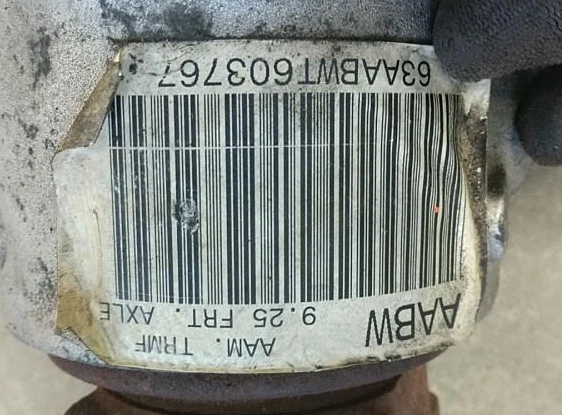 AABW
AAM. TRMF
9.25 FRT. AXLE
63AABWT603767